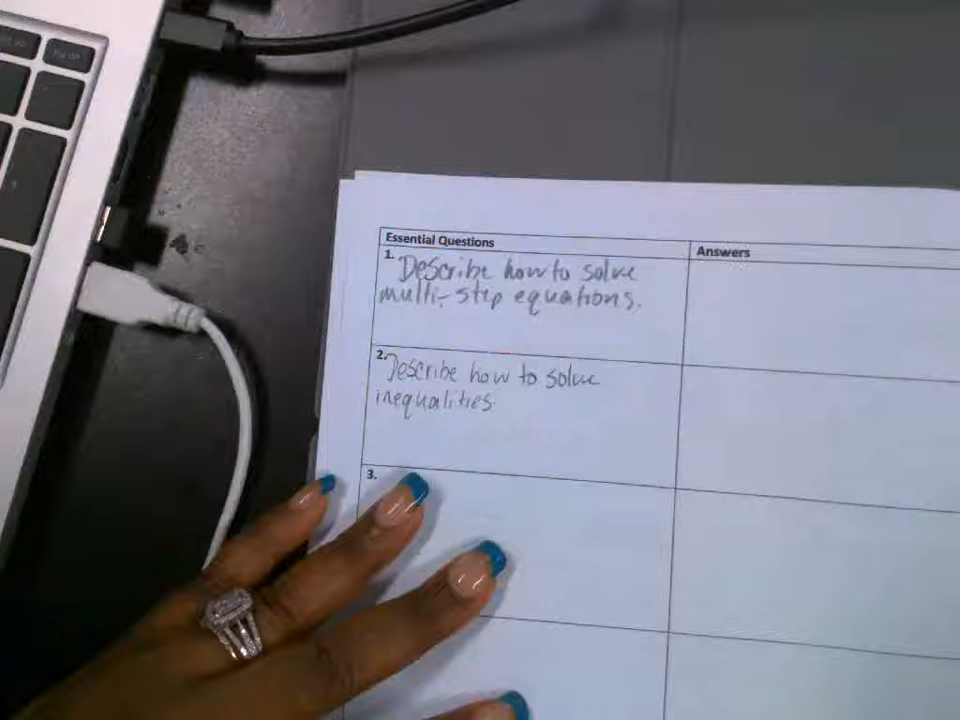 Essential Questions
Answers
1. Describe how to solve
multi-step equations.
2. Describe how to solve
inequalities.
3.